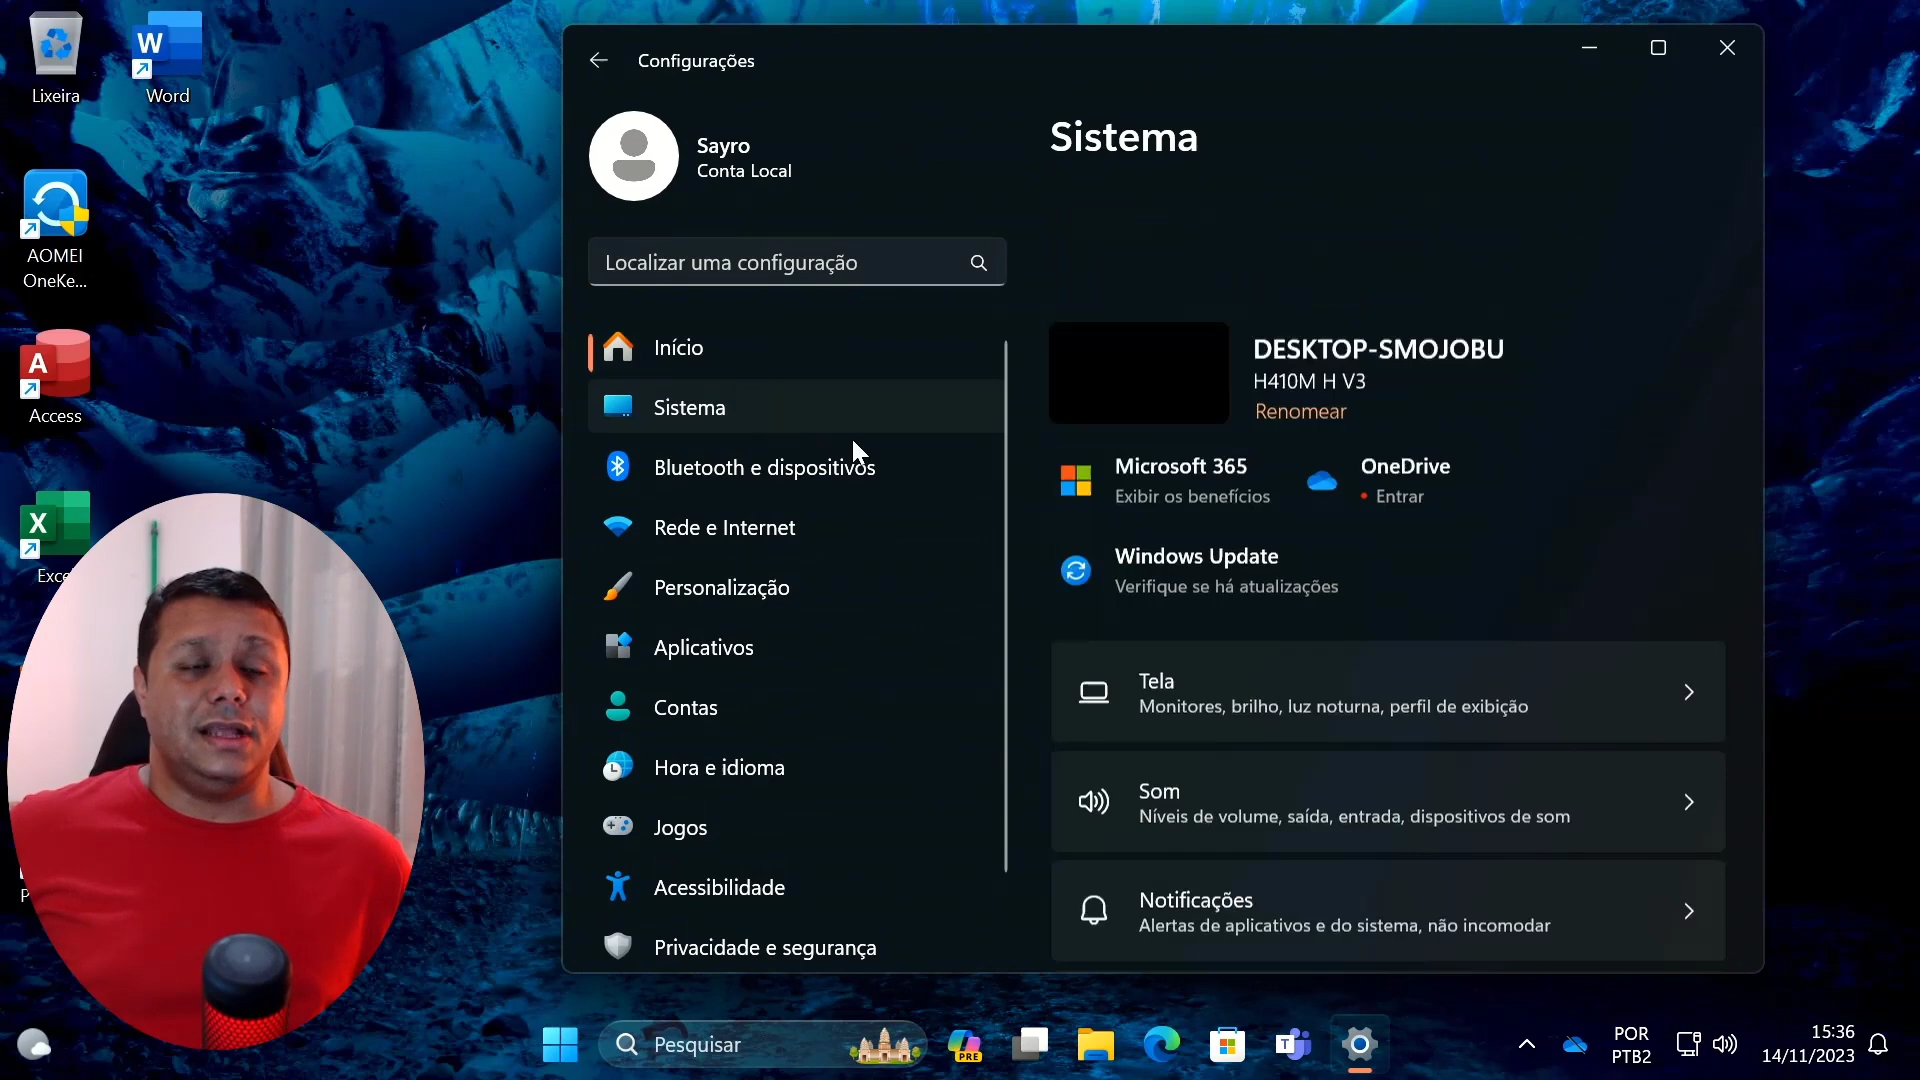 Lixeira
Word
AOMEI
OneKe...
Access
Exce
P
Configurações
Sayro
Conta Local
Localizar uma configuração
Início
Sistema
Bluetooth e dispositivos
Rede e Internet
Personalização
Aplicativos
Contas
Hora e idioma
Jogos
Acessibilidade
Privacidade e segurança
Sistema
DESKTOP-SMOJOBU
H410M H V3
Renomear
Microsoft 365
Exibir os benefícios
OneDrive
• Entrar
Windows Update
Verifique se há atualizações
Tela
Monitores, brilho, luz noturna, perfil de exibição
Som
Níveis de volume, saída, entrada, dispositivos de som
Notificações
Alertas de aplicativos e do sistema, não incomodar
Pesquisar
PRE
POR
PTB2
15:36
14/11/2023